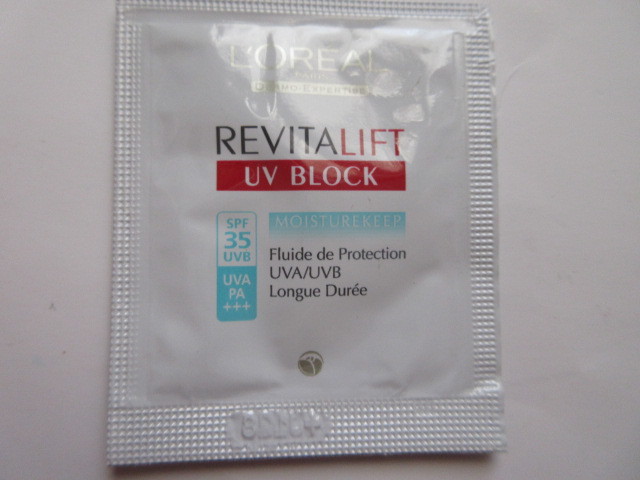 L'ORÉAL
PARIS
DERMO-EXPERTISE
REVITALIFT
UV BLOCK
SPF
35
UVB
UVA
PA
+++
MOISTUREKEEP
Fluide de Protection
UVA/UVB
Longue Durée